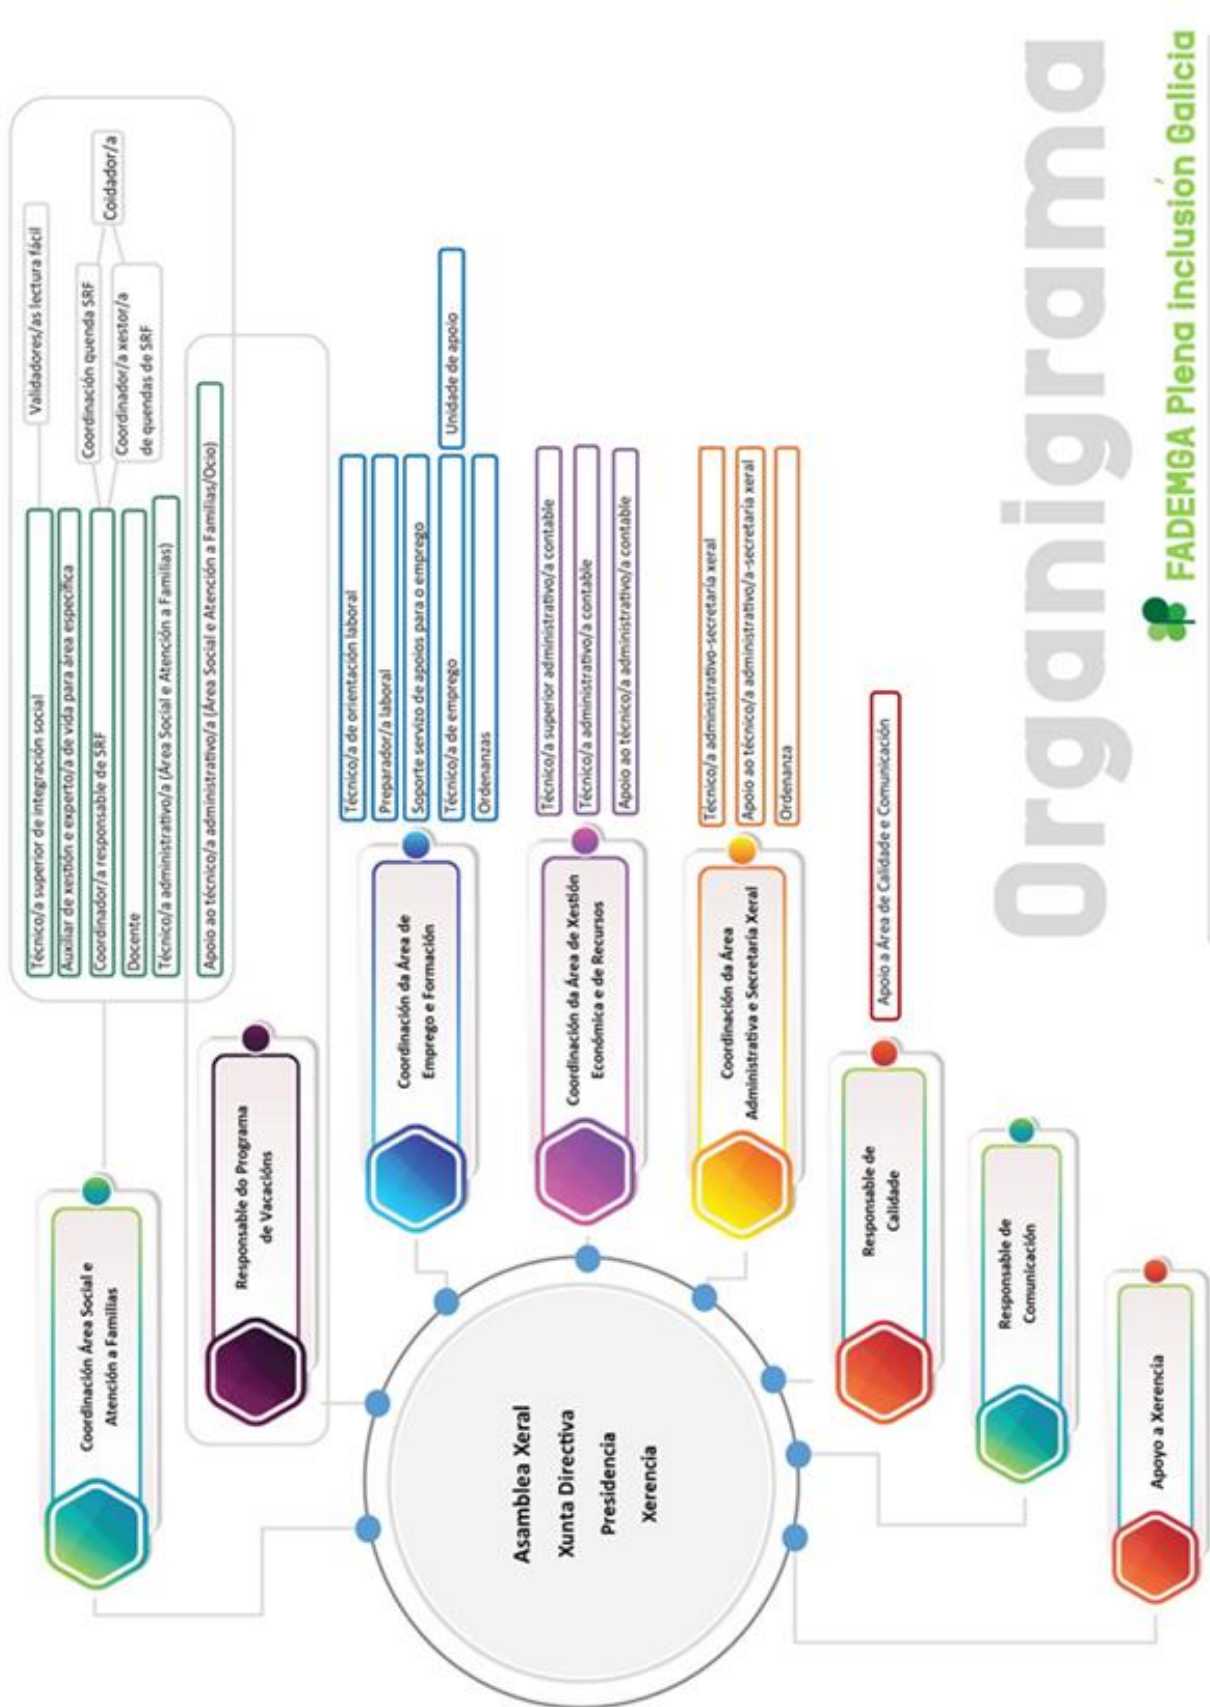 Organigrama
FADEMGA Plena inclusión Galicia
Asamblea Xeral
Xunta Directiva
Presidencia
Xerencia
Coordinación Área Social e
Atención a Familias
Técnico/a superior de integración social
Validadores/as lectura fácil
Auxiliar de xestión e experto/a de vida para área específica
Coordinador/a responsable de SRF
Coordinación quenda SRF
Coordinador/a xestor/a
de quendas de SRF
Coidador/a
Docente
Técnico/a administrativo/a (Área Social e Atención a Familias)
Apoio ao técnico/a administrativo/a (Área Social e Atención a Familias/Ocio)
Responsable do Programa
de Vacacións
Coordinación da Área de
Emprego e Formación
Técnico/a de orientación laboral
Preparador/a laboral
Soporte servizo de apoios para o emprego
Técnico/a de emprego
Unidade de apoio
Ordenanzas
Coordinación da Área de Xestión
Económica e de Recursos
Técnico/a superior administrativo/a contable
Técnico/a administrativo/a contable
Apoio ao técnico/a administrativo/a contable
Coordinación da Área
Administrativa e Secretaría Xeral
Técnico/a administrativo-secretaría xeral
Apoio ao técnico/a administrativo/a-secretaría xeral
Ordenanza
Responsable de
Calidade
Apoio a Área de Calidade e Comunicación
Responsable de
Comunicación
Apoyo a Xerencia